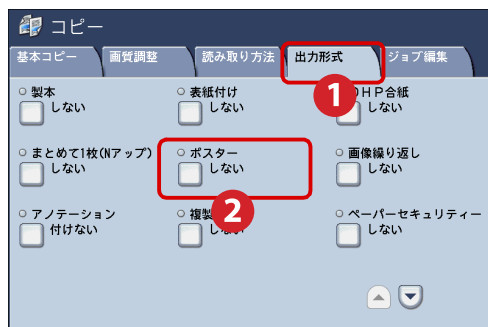 コピー
基本コピー 画質調整 読み取り方法 出力形式 ジョブ編集
製本 表紙付け HP合紙
しない しない しない
まとめて1枚(Nアップ) ポスター 画像繰り返し
しない しない しない
アノテーション 複製 ペーパーセキュリティー
付けない しない しない
1
2